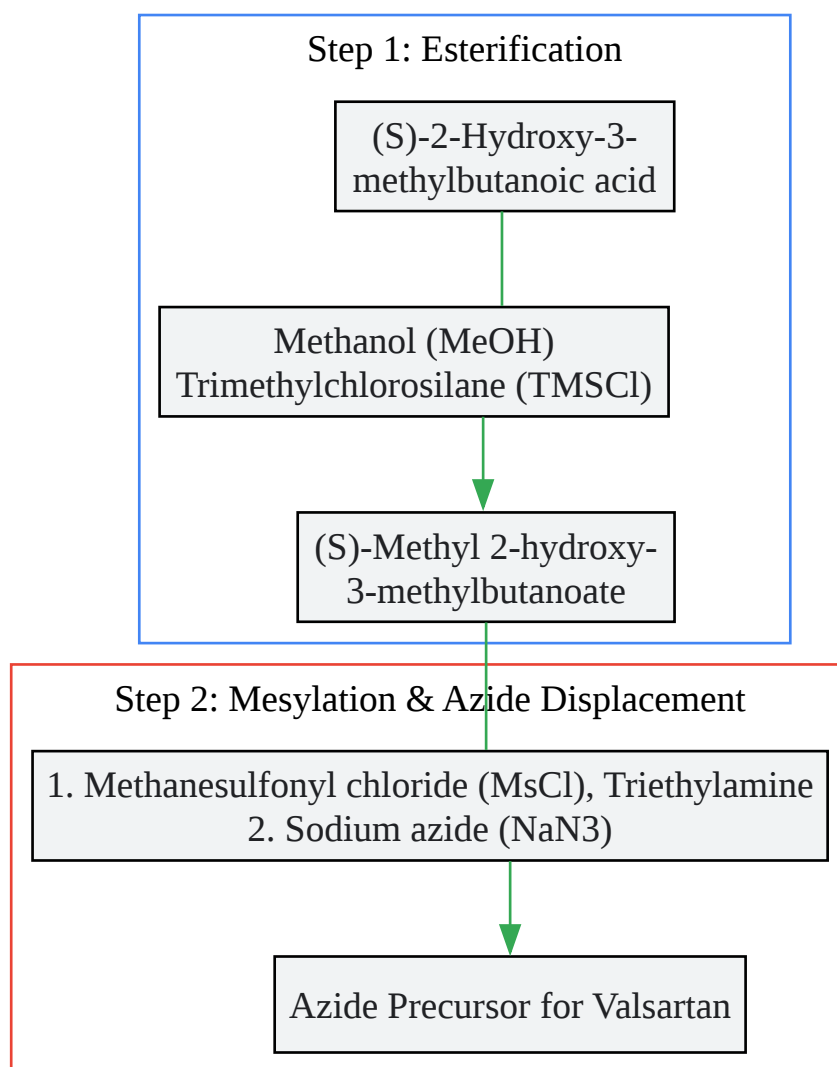 Step 1: Esterification
(S)-2-Hydroxy-3-
methylbutanoic acid
Methanol (MeOH)
Trimethylchlorosilane (TMSCl)
(S)-Methyl 2-hydroxy-
3-methylbutanoate
Step 2: Mesylation & Azide Displacement
1. Methanesulfonyl chloride (MsCl), Triethylamine
2. Sodium azide (NaN3)
Azide Precursor for Valsartan